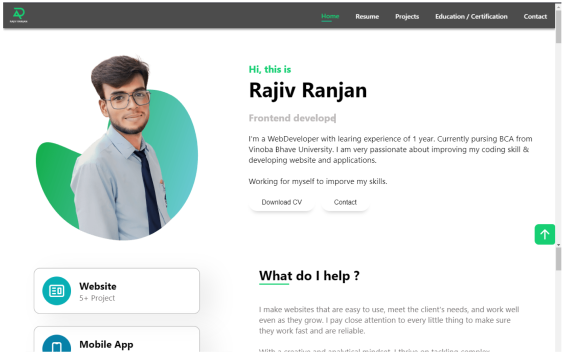 Home Resume Projects Education / Certification Contact
Hi, this is
Rajiv Ranjan
Frontend develope
I'm a WebDeveloper with learing experience of 1 year. Currently pursing BCA from
Vinoba Bhave University. I am very passionate about improving my coding skill &
developing website and applications.
Working for myself to imporve my skills.
Download CV Contact
Website
5+ Project
Mobile App
What do I help ?
I make websites that are easy to use, meet the client's needs, and work well
even as they grow. I pay close attention to every little thing to make sure
they work fast and are reliable.
With a creative and analytical mindset, I thrive on tackling complex